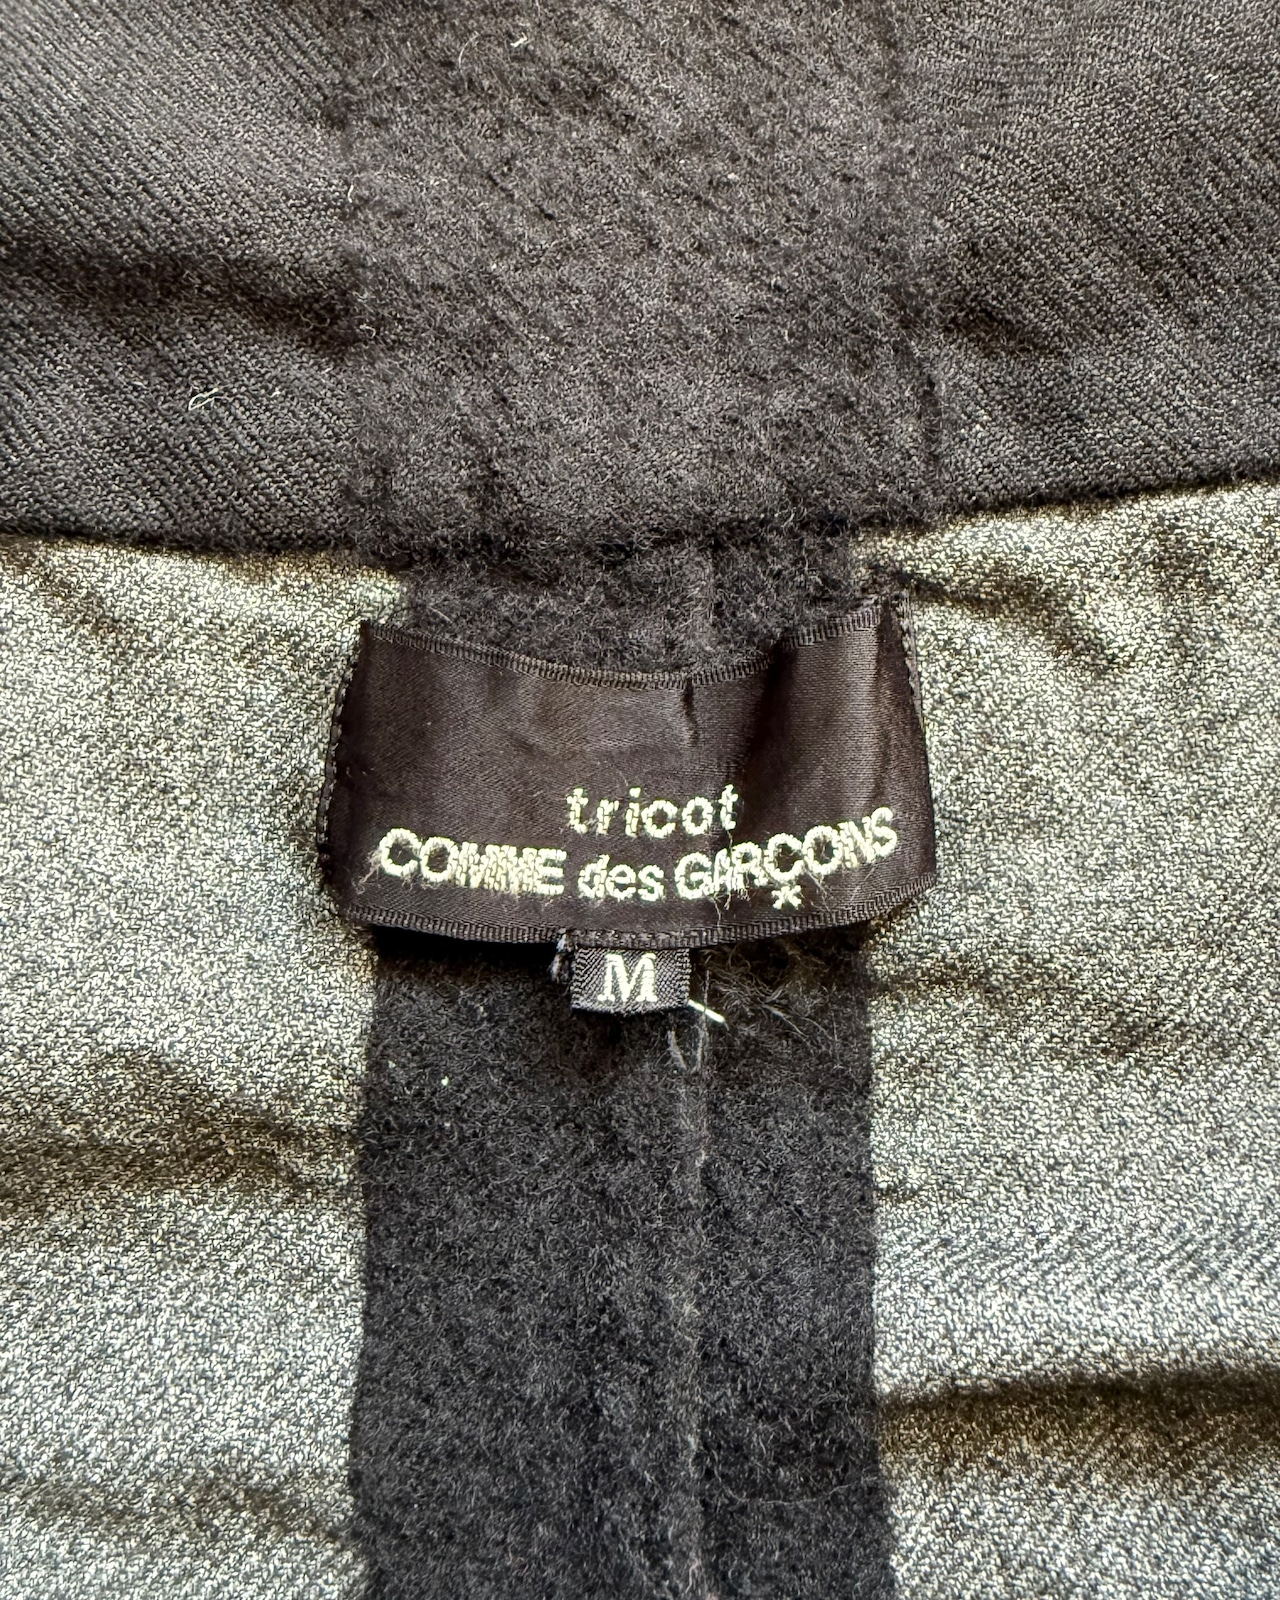 tricot
COMME des GARÇONS
*
M